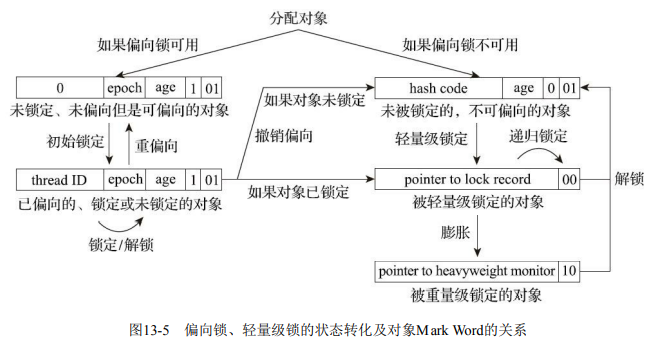 分配对象
如果偏向锁可用
如果偏向锁不可用
0 epoch age 1 01
hash code age 0 01
未锁定、未偏向但是可偏向的对象
如果对象未锁定
未被锁定的，不可偏向的对象
初始锁定
重偏向
撤销偏向
轻量级锁定
递归锁定
thread ID epoch age 1 01
pointer to lock record 00
解锁
已偏向的、锁定或未锁定的对象
如果对象已锁定
被轻量级锁定的对象
锁定/解锁
膨胀
pointer to heavyweight monitor 10
被重量级锁定的对象
图13-5 偏向锁、轻量级锁的状态转化及对象Mark Word的关系